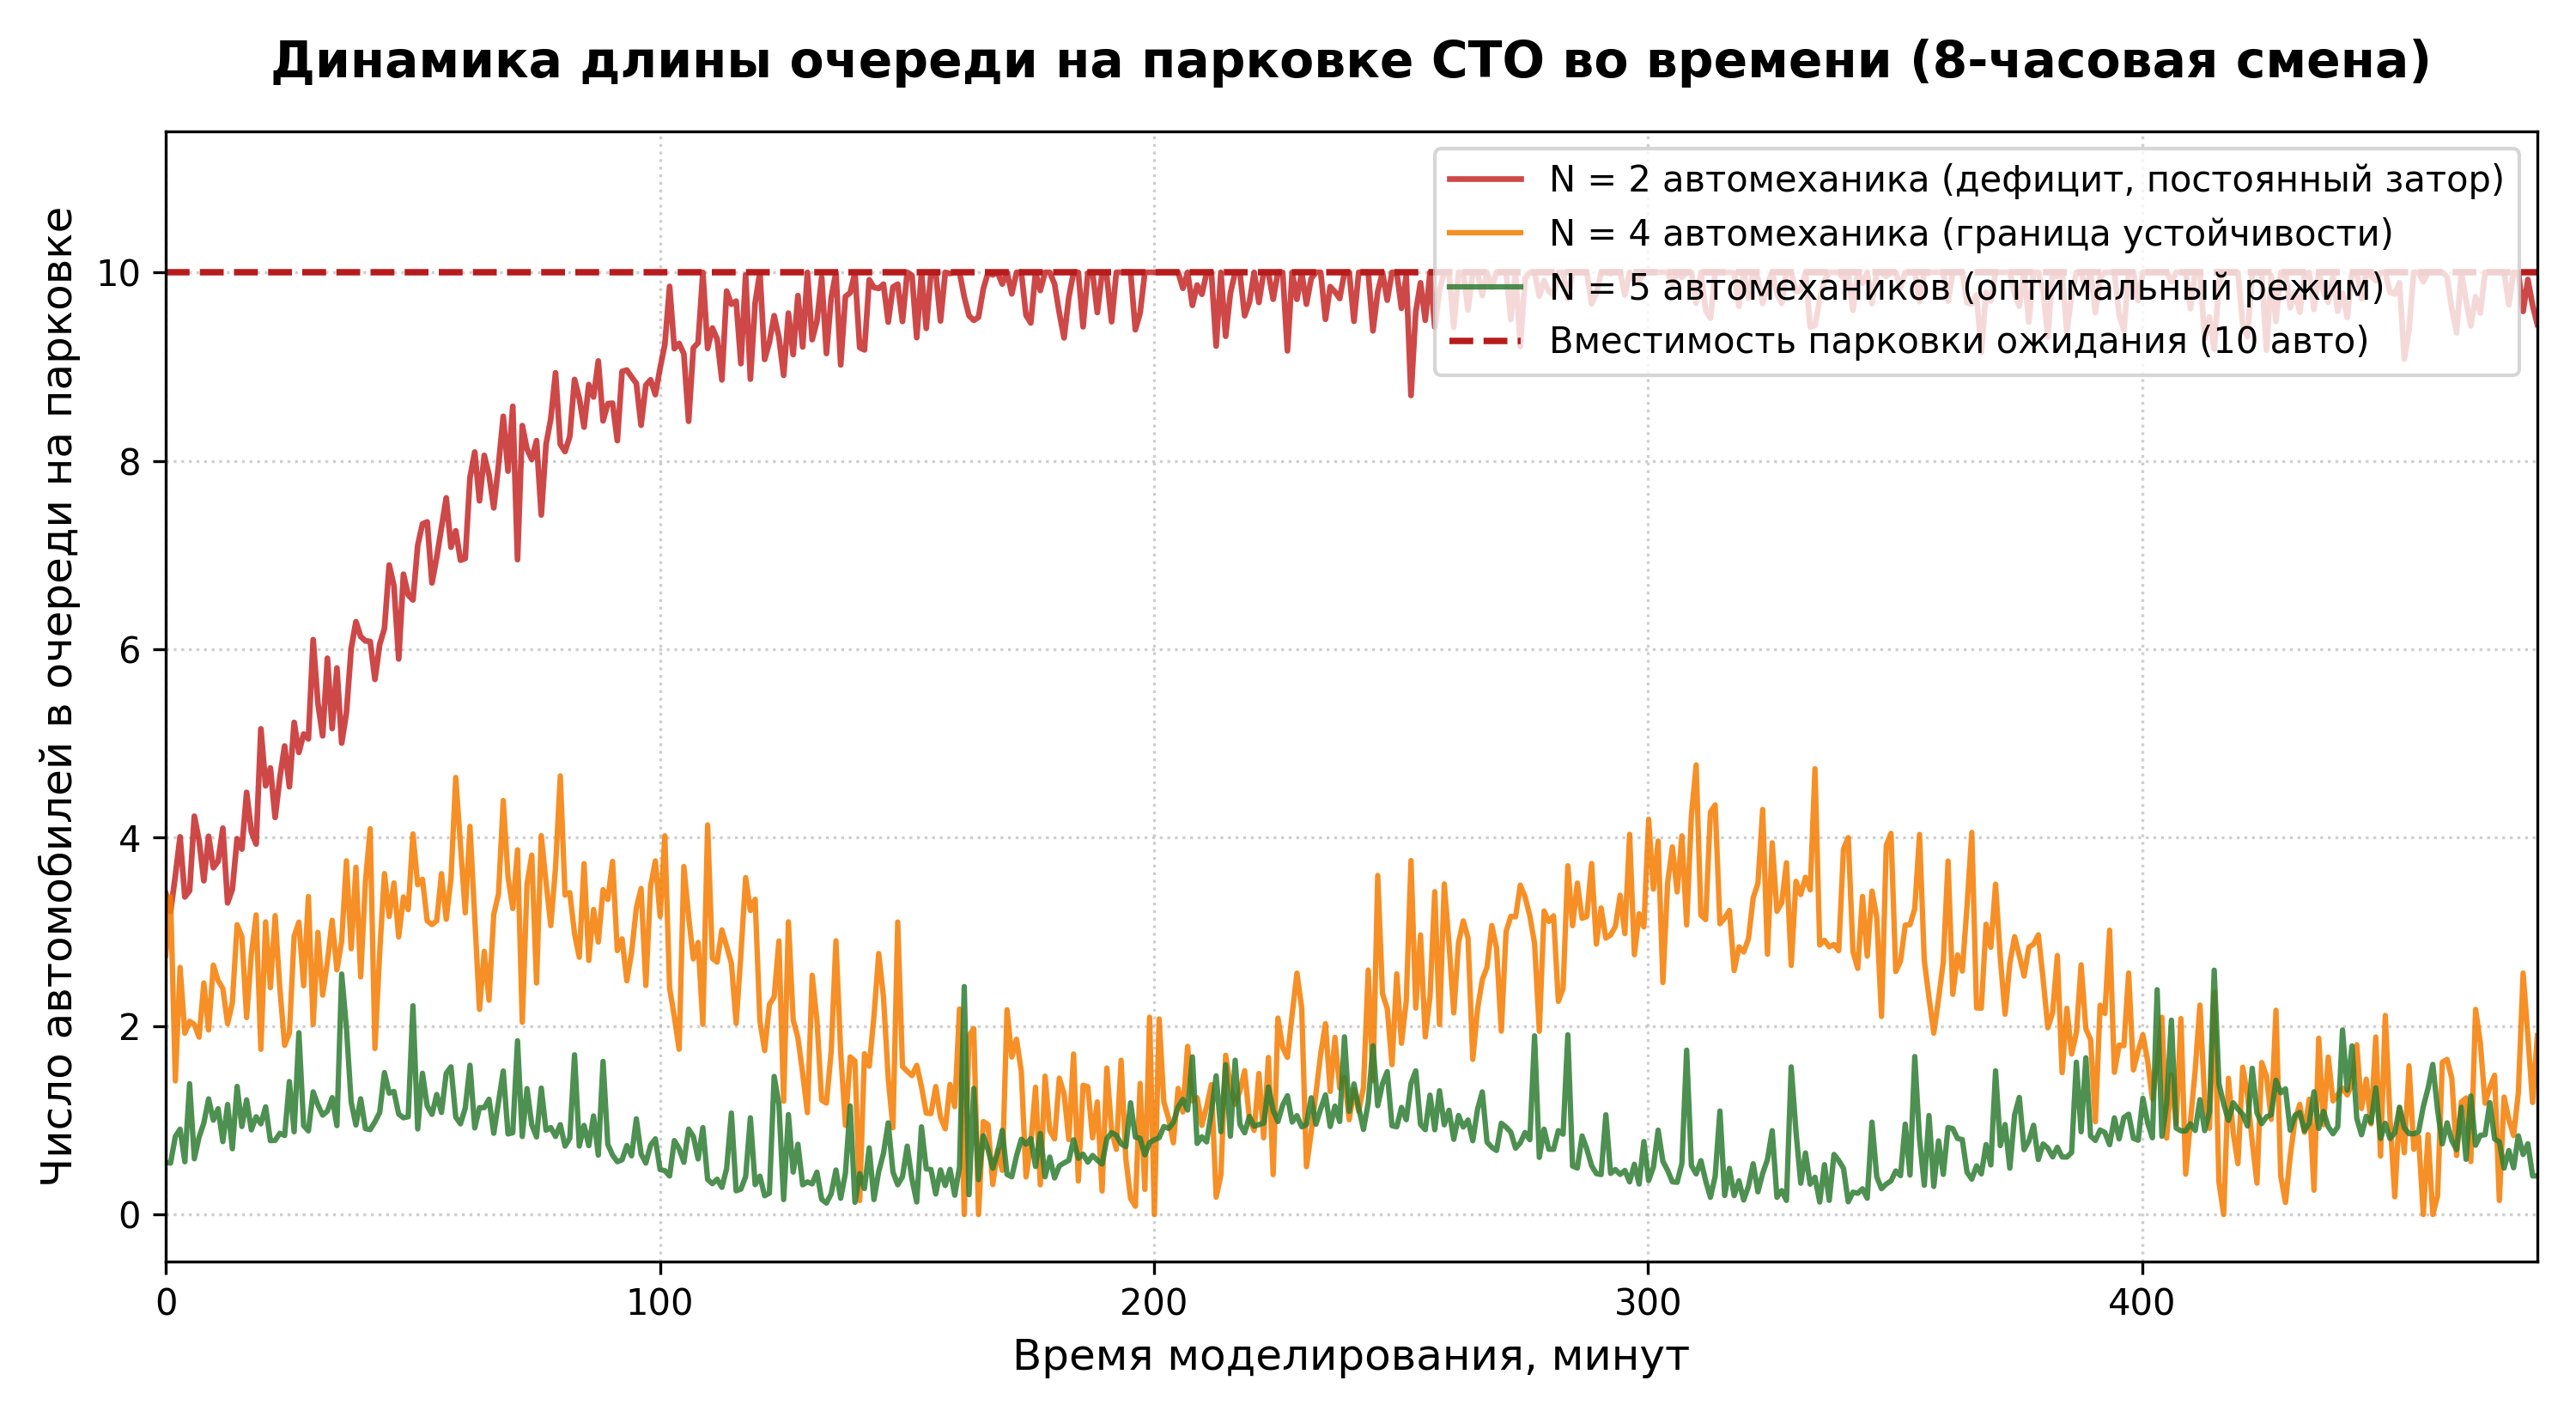 Динамика длины очереди на парковке СТО во времени (8-часовая смена)
Число автомобилей в очереди на парковке
10
8
6
4
2
0
N = 2 автомеханика (дефицит, постоянный затор)
N = 4 автомеханика (граница устойчивости)
N = 5 автомехаников (оптимальный режим)
Вместимость парковки ожидания (10 авто)
0 100 200 300 400
Время моделирования, минут